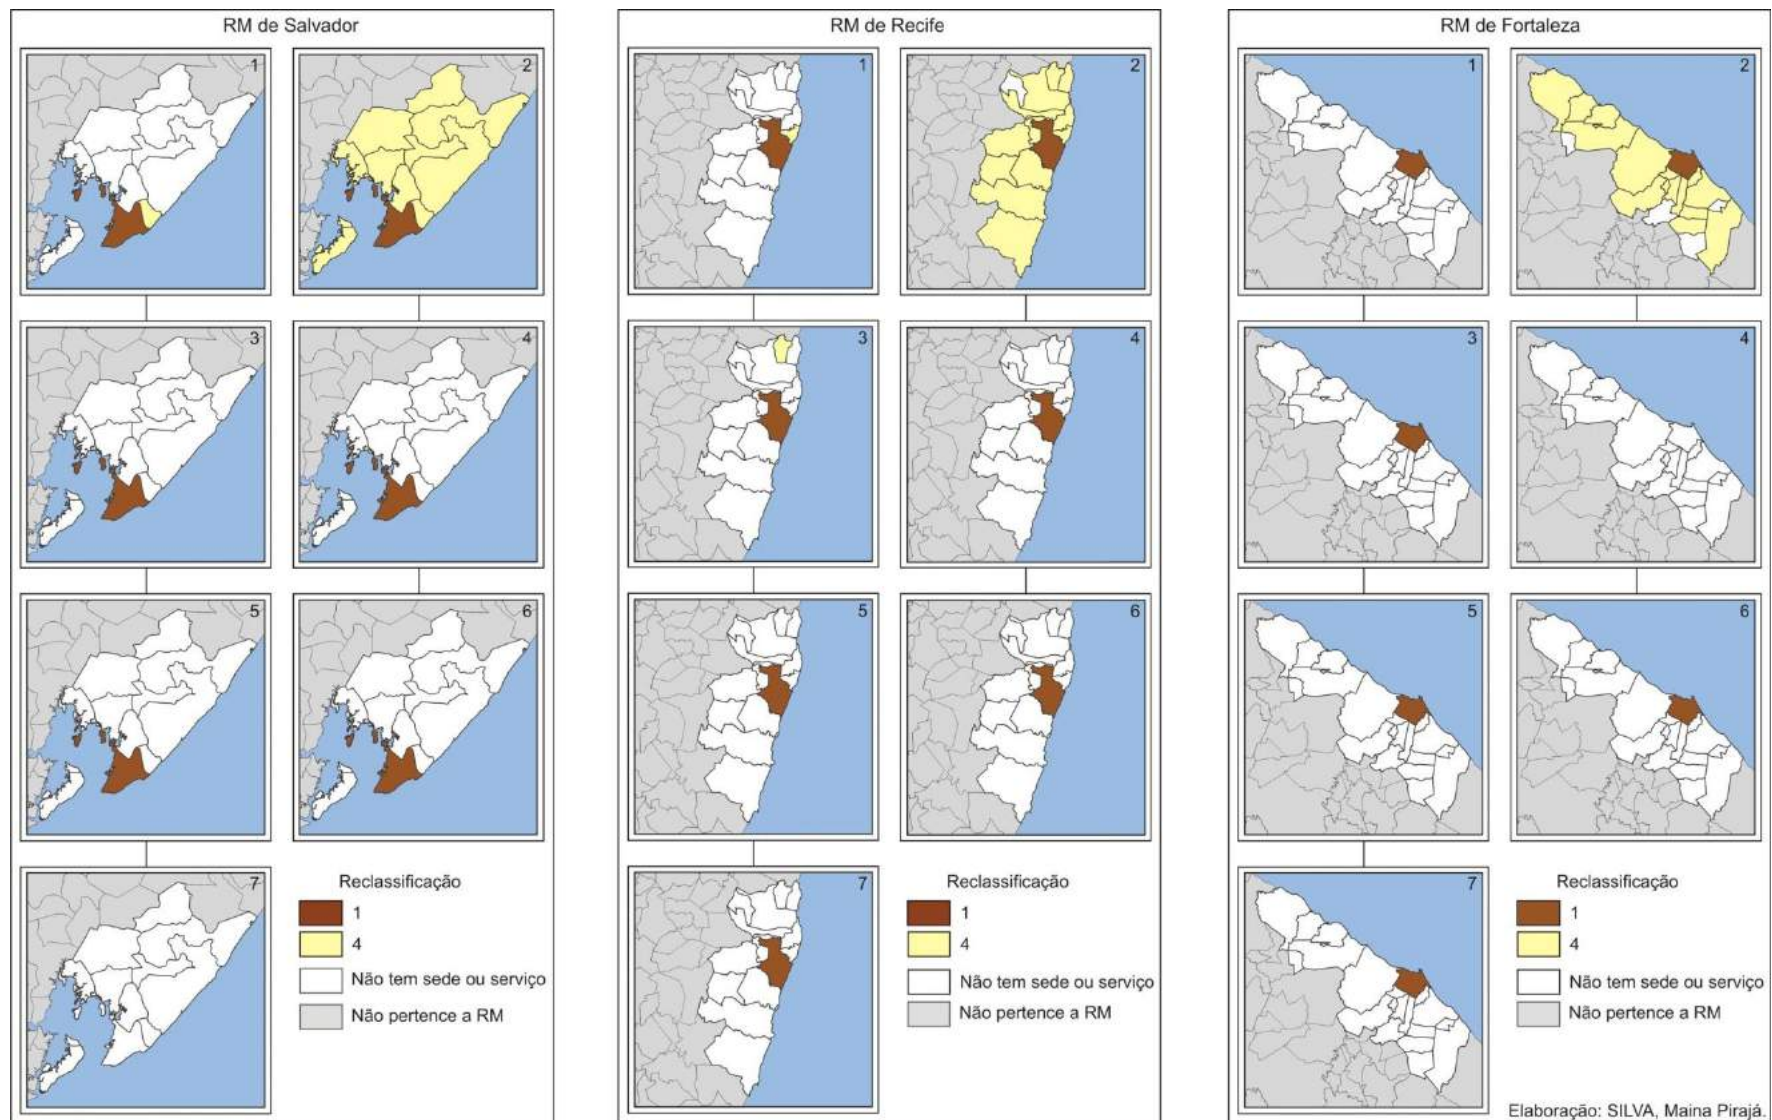 RM de Salvador
1
2
3
4
5
6
7
Reclassificação
1
4
Não tem sede ou serviço
Não pertence a RM
RM de Recife
1
2
3
4
5
6
7
Reclassificação
1
4
Não tem sede ou serviço
Não pertence a RM
RM de Fortaleza
1
2
3
4
5
6
7
Reclassificação
1
4
Não tem sede ou serviço
Não pertence a RM
Elaboração: SILVA, Maina Pirajá.